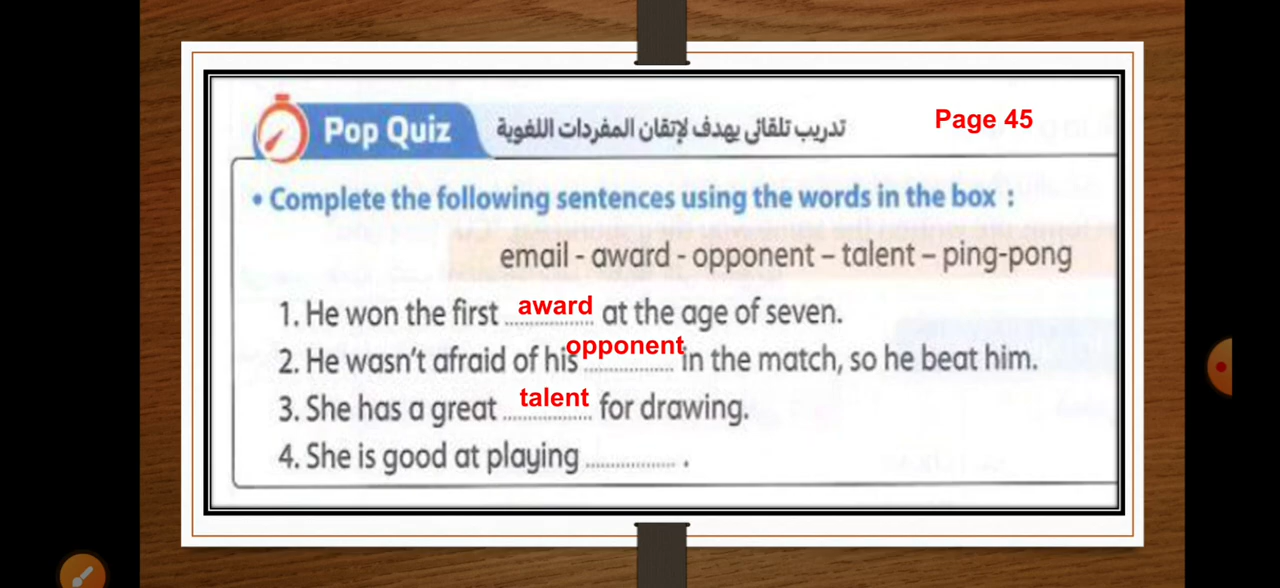 Pop Quiz تدريب تلقائى يهدف لإتقان المفردات اللغوية Page 45
• Complete the following sentences using the words in the box :
email - award - opponent – talent – ping-pong
1. He won the first award at the age of seven.
2. He wasn't afraid of his opponent in the match, so he beat him.
3. She has a great talent for drawing.
4. She is good at playing ............... .